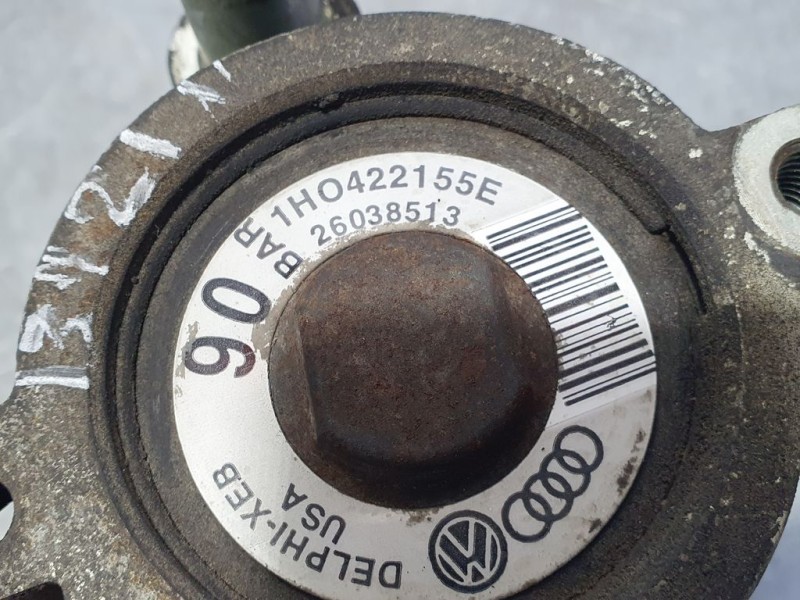 1HO422155E
26038513
90 BAR
DELPHI-XEB
USA